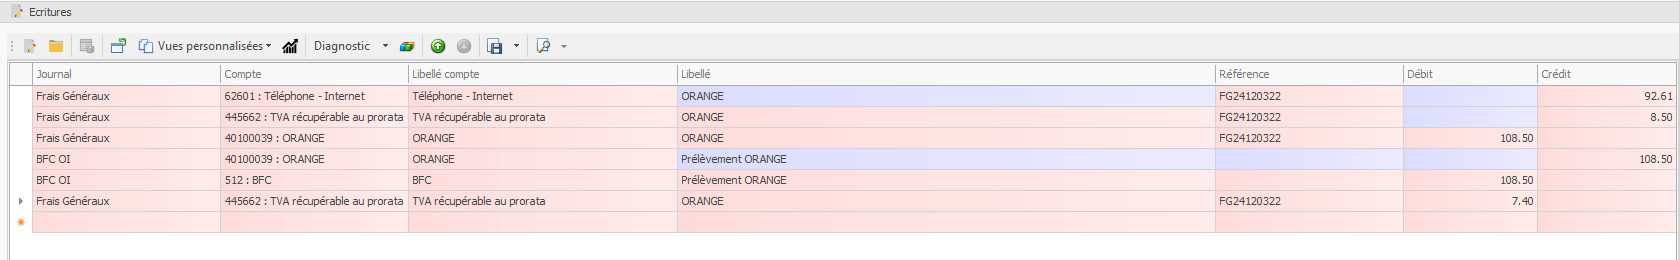 Ecritures
Vues personnalisées Diagnostic
Journal Compte Libellé compte Libellé Référence Débit Crédit
Frais Généraux 62601 : Téléphone - Internet Téléphone - Internet ORANGE FG24120322 92.61
Frais Généraux 445662 : TVA récupérable au prorata TVA récupérable au prorata ORANGE FG24120322 8.50
Frais Généraux 40100039 : ORANGE ORANGE ORANGE FG24120322 108.50
BFC OI 40100039 : ORANGE ORANGE Prélèvement ORANGE 108.50
BFC OI 512 : BFC BFC Prélèvement ORANGE 108.50
Frais Généraux 445662 : TVA récupérable au prorata TVA récupérable au prorata ORANGE FG24120322 7.40